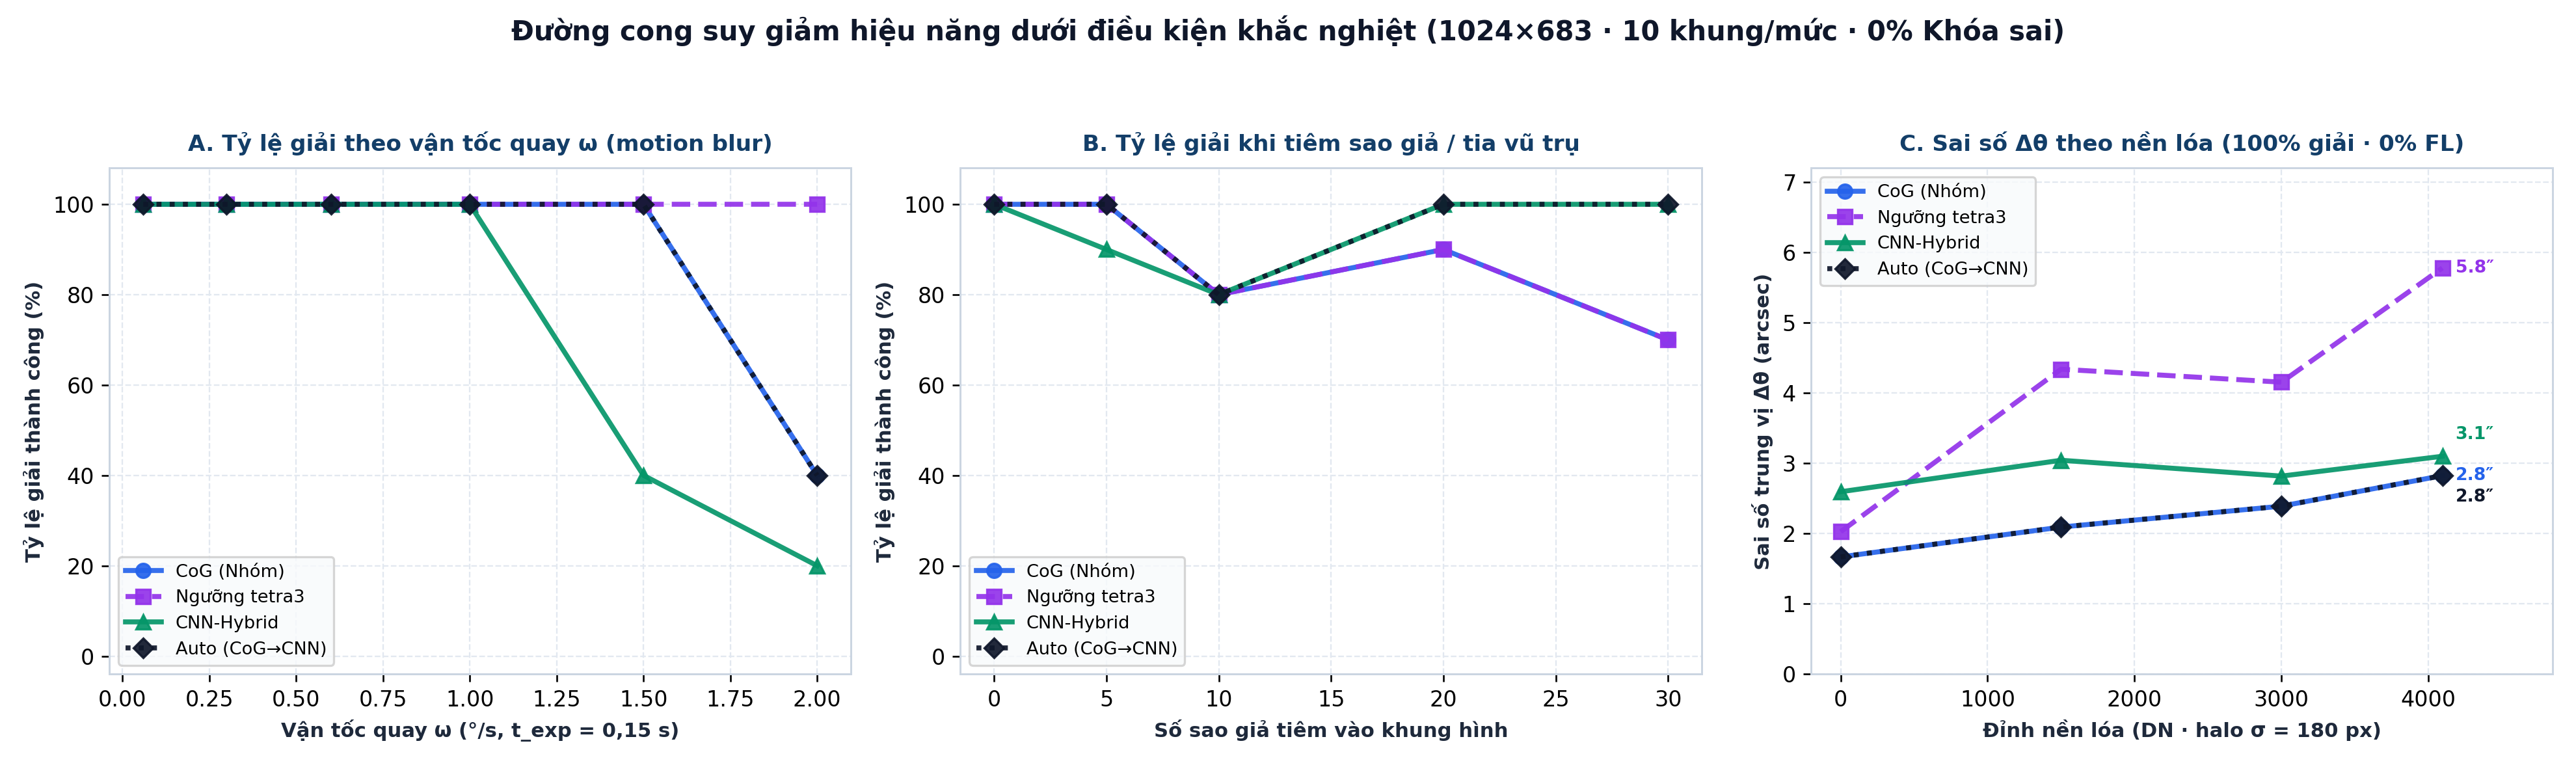 Đường cong suy giảm hiệu năng dưới điều kiện khắc nghiệt (1024×683 · 10 khung/mức · 0% Khóa sai)
A. Tỷ lệ giải theo vận tốc quay ω (motion blur)
Tỷ lệ giải thành công (%)
100
80
60
40
20
0
CoG (Nhóm)
Ngưỡng tetra3
CNN-Hybrid
Auto (CoG→CNN)
0.00 0.25 0.50 0.75 1.00 1.25 1.50 1.75 2.00
Vận tốc quay ω (°/s, t_exp = 0,15 s)
B. Tỷ lệ giải khi tiêm sao giả / tia vũ trụ
Tỷ lệ giải thành công (%)
100
80
60
40
20
0
CoG (Nhóm)
Ngưỡng tetra3
CNN-Hybrid
Auto (CoG→CNN)
0 5 10 15 20 25 30
Số sao giả tiêm vào khung hình
C. Sai số Δθ theo nền lóa (100% giải · 0% FL)
Sai số trung vị Δθ (arcsec)
7
6
5
4
3
2
1
0
CoG (Nhóm)
Ngưỡng tetra3
CNN-Hybrid
Auto (CoG→CNN)
5.8″
3.1″
2.8″
2.8″
0 1000 2000 3000 4000
Đỉnh nền lóa (DN · halo σ = 180 px)